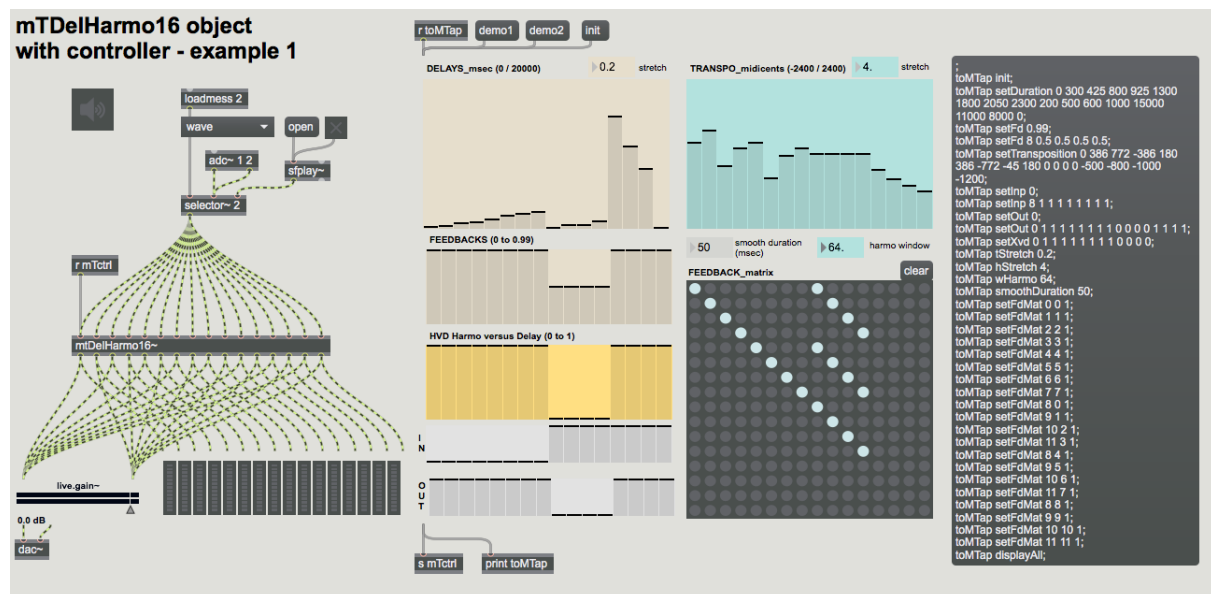 mTDelHarmo16 object
with controller - example 1
loadmess 2
wave
open
adc~ 1 2
sfplay~
selector~ 2
r mTctrl
mtDelHarmo16~
live.gain~
0.0 dB
dac~
r toMTap
demo1
demo2
init
DELAYS_msec (0 / 20000)
0.2
stretch
FEEDBACKS (0 to 0.99)
HVD Harmo versus Delay (0 to 1)
I
N
O
U
T
s mTctrl
print toMTap
TRANSPO_midicents (-2400 / 2400)
4.
stretch
50
smooth duration
(msec)
64.
harmo window
FEEDBACK_matrix
clear
;
toMTap init;
toMTap setDuration 0 300 425 800 925 1300
1800 2050 2300 200 500 600 1000 15000
11000 8000 0;
toMTap setFd 0.99;
toMTap setFd 8 0.5 0.5 0.5 0.5;
toMTap setTransposition 0 386 772 -386 180
386 -772 -45 180 0 0 0 0 -500 -800 -1000
-1200;
toMTap setInp 0;
toMTap setInp 8 1 1 1 1 1 1 1 1;
toMTap setOut 0;
toMTap setOut 0 1 1 1 1 1 1 1 1 0 0 0 0 1 1 1 1;
toMTap setXvd 0 1 1 1 1 1 1 1 1 0 0 0 0;
toMTap tStretch 0.2;
toMTap hStretch 4;
toMTap wHarmo 64;
toMTap smoothDuration 50;
toMTap setFdMat 0 0 1;
toMTap setFdMat 1 1 1;
toMTap setFdMat 2 2 1;
toMTap setFdMat 3 3 1;
toMTap setFdMat 4 4 1;
toMTap setFdMat 5 5 1;
toMTap setFdMat 6 6 1;
toMTap setFdMat 7 7 1;
toMTap setFdMat 8 0 1;
toMTap setFdMat 9 1 1;
toMTap setFdMat 10 2 1;
toMTap setFdMat 11 3 1;
toMTap setFdMat 8 4 1;
toMTap setFdMat 9 5 1;
toMTap setFdMat 10 6 1;
toMTap setFdMat 11 7 1;
toMTap setFdMat 8 8 1;
toMTap setFdMat 9 9 1;
toMTap setFdMat 10 10 1;
toMTap setFdMat 11 11 1;
toMTap displayAll;